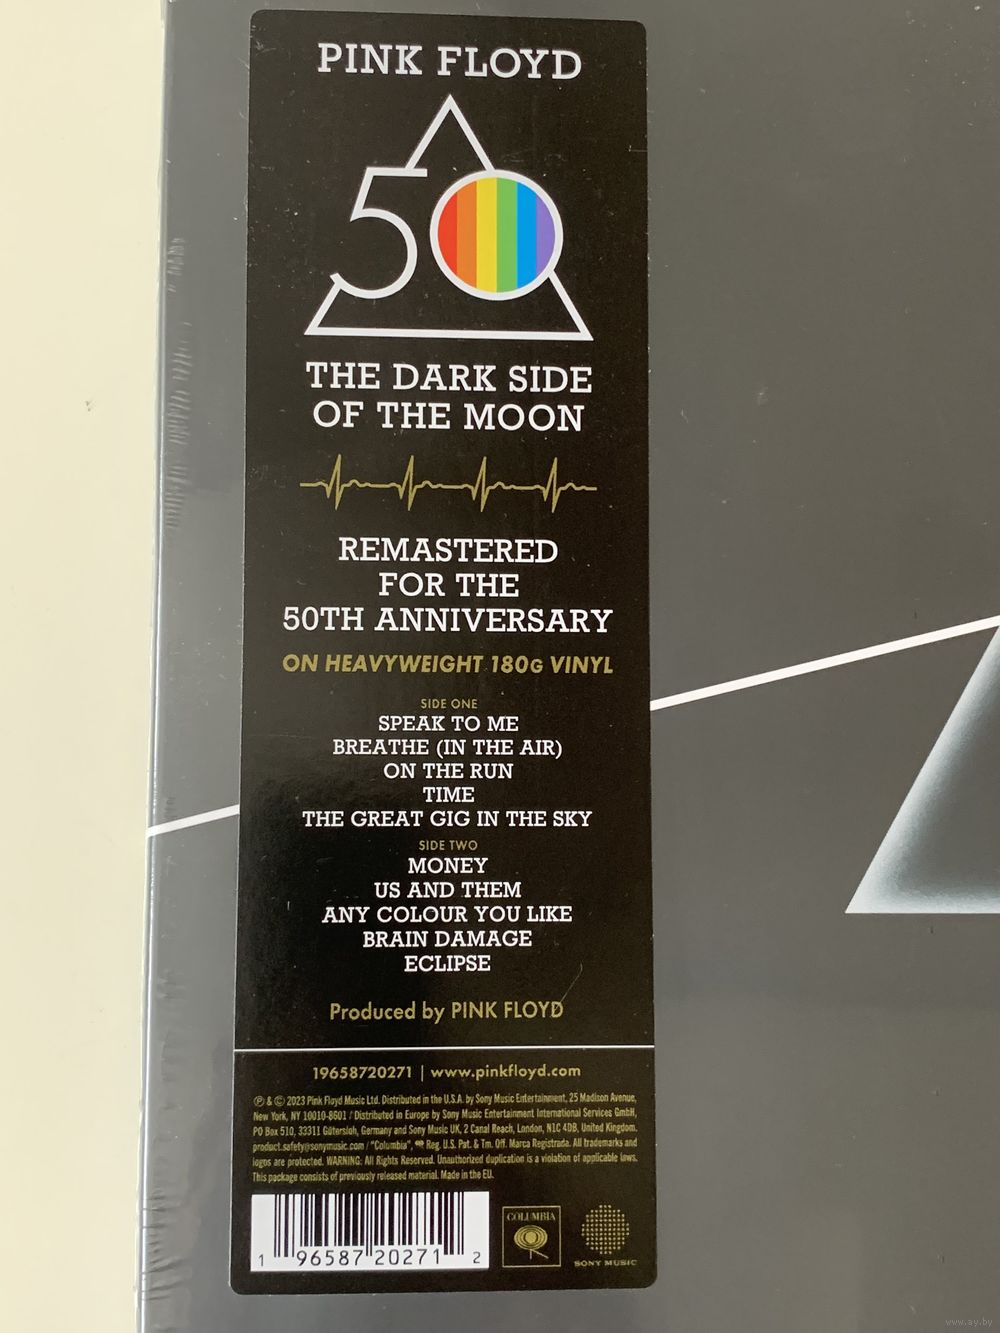 PINK FLOYD
50
THE DARK SIDE
OF THE MOON
REMASTERED
FOR THE
50TH ANNIVERSARY
ON HEAVYWEIGHT 180G VINYL
SIDE ONE
SPEAK TO ME
BREATHE (IN THE AIR)
ON THE RUN
TIME
THE GREAT GIG IN THE SKY
SIDE TWO
MONEY
US AND THEM
ANY COLOUR YOU LIKE
BRAIN DAMAGE
ECLIPSE
Produced by PINK FLOYD
19658720271 | www.pinkfloyd.com
℗ & © 2023 Pink Floyd Music Ltd. Distributed in the U.S.A. by Sony Music Entertainment, 25 Madison Avenue,
New York, NY 10010-8601 / Distributed in Europe by Sony Music Entertainment International Services GmbH,
PO Box 510, 33311 Gütersloh, Germany and Sony Music UK, 2 Canal Reach, London, N1C 4DB, United Kingdom.
product.safety@sonymusic.com / "Columbia", Reg. U.S. Pat. & Tm. Off. Marca Registrada. All trademarks and
logos are protected. WARNING: All Rights Reserved. Unauthorized duplication is a violation of applicable laws.
This package consists of previously released material. Made in the EU.
1 96587 20271 2
COLUMBIA
SONY MUSIC
www.ay.by